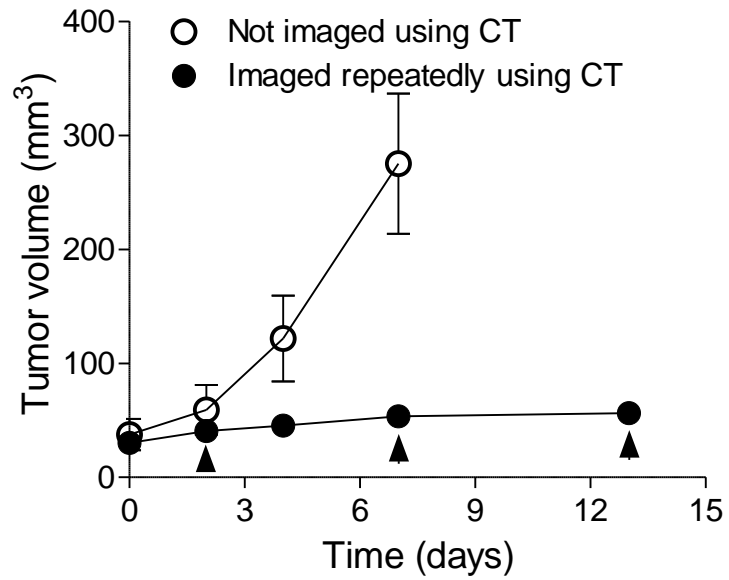 400
Not imaged using CT
Imaged repeatedly using CT
300
200
100
0
Tumor volume (mm³)
0 3 6 9 12 15
Time (days)